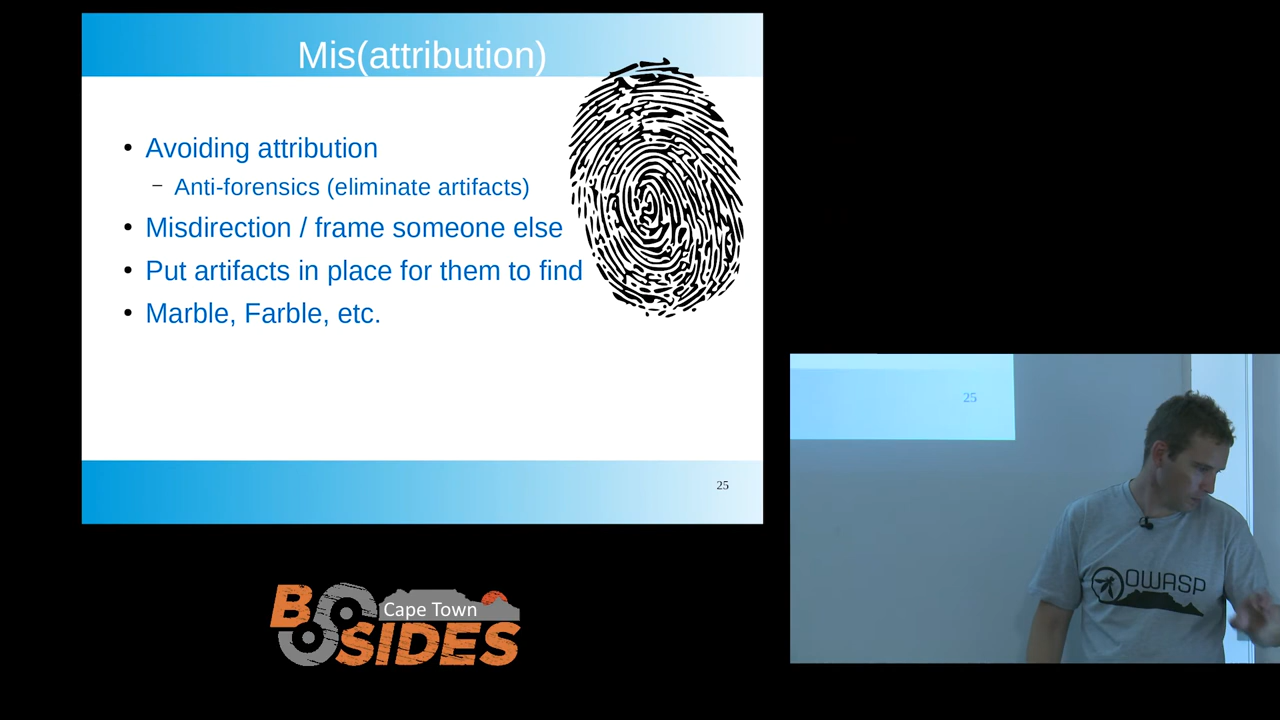 Mis(attribution)
• Avoiding attribution
– Anti-forensics (eliminate artifacts)
• Misdirection / frame someone else
• Put artifacts in place for them to find
• Marble, Farble, etc.
25
25
OWASP
B
Cape Town
SIDES